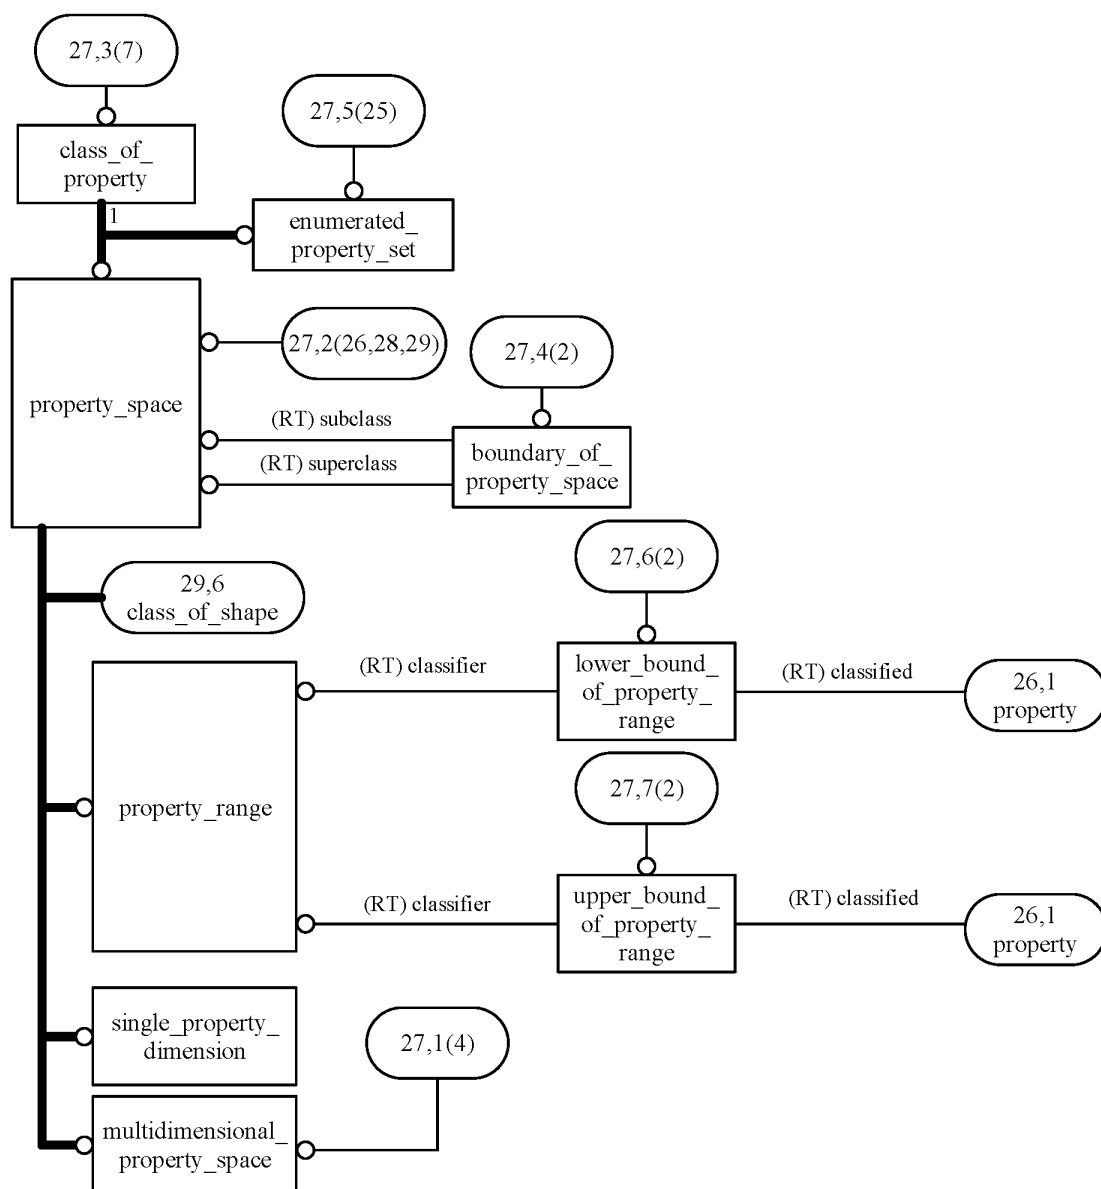 27,3(7)
27,5(25)
class_of_
property
1
enumerated_
property_set
27,2(26,28,29)
27,4(2)
property_space
(RT) subclass
(RT) superclass
boundary_of_
property_space
27,6(2)
29,6
class_of_shape
(RT) classifier
lower_bound_
of_property_
range
(RT) classified
26,1
property
27,7(2)
property_range
(RT) classifier
upper_bound_
of_property_
range
(RT) classified
26,1
property
single_property_
dimension
27,1(4)
multidimensional_
property_space